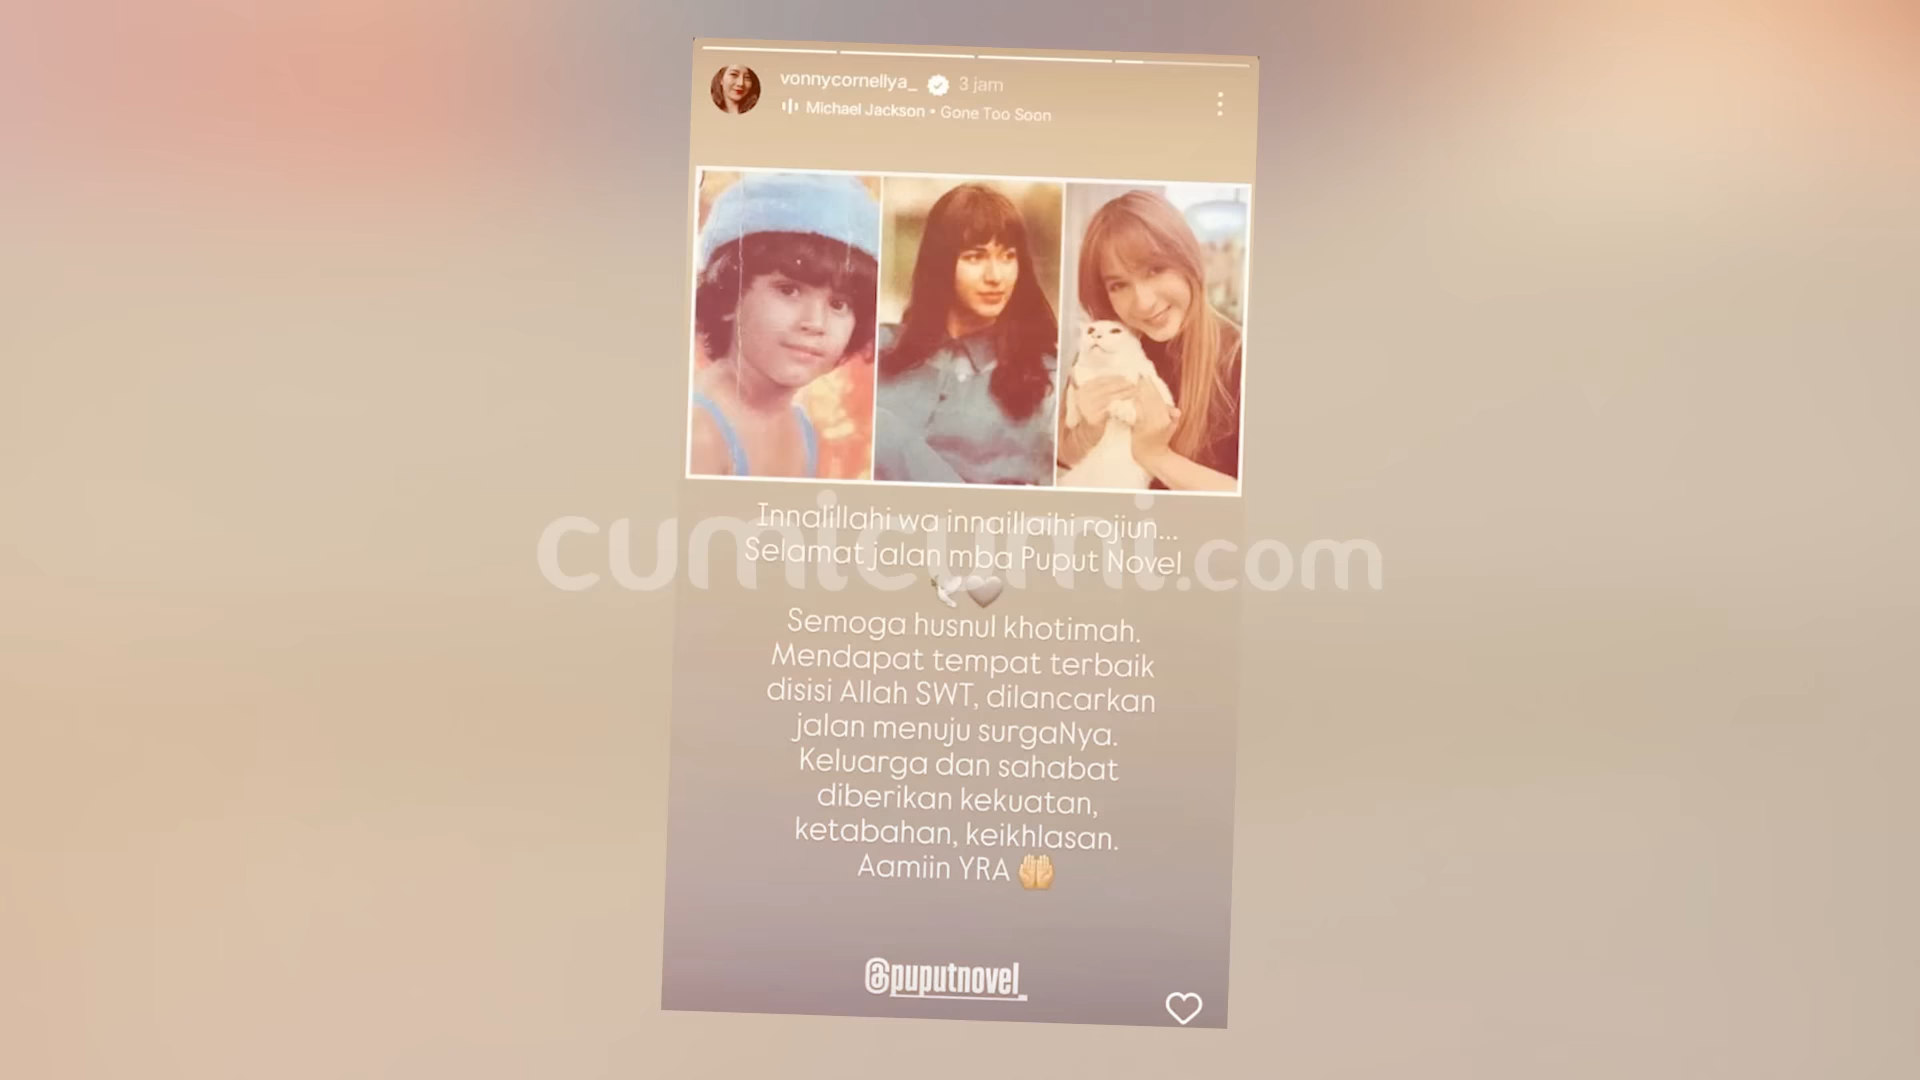 vonnycornellya_ 3 jam
Michael Jackson • Gone Too Soon
Innalillahi wa innaillaihi rojiun...
Selamat jalan mba Puput Novel
Semoga husnul khotimah.
Mendapat tempat terbaik
disisi Allah SWT, dilancarkan
jalan menuju surgaNya.
Keluarga dan sahabat
diberikan kekuatan,
ketabahan, keikhlasan.
Aamiin YRA
@puputnovel_
cumicumi.com